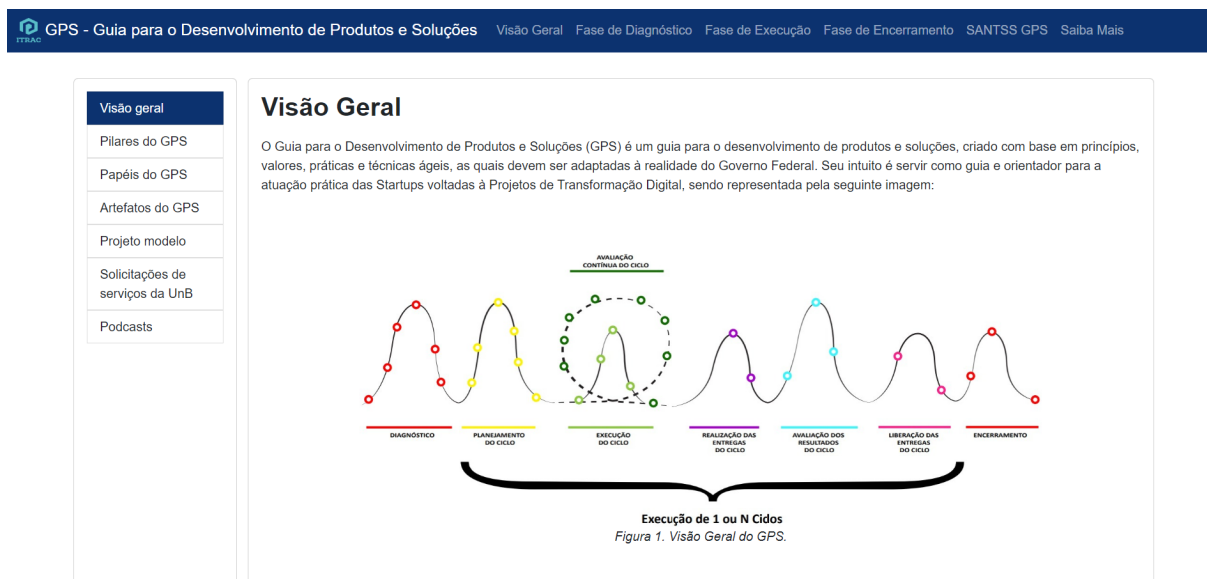 ITRAC
GPS - Guia para o Desenvolvimento de Produtos e Soluções
Visão Geral Fase de Diagnóstico Fase de Execução Fase de Encerramento SANTSS GPS Saiba Mais
Visão geral
Pilares do GPS
Papéis do GPS
Artefatos do GPS
Projeto modelo
Solicitações de
serviços da UnB
Podcasts
Visão Geral
O Guia para o Desenvolvimento de Produtos e Soluções (GPS) é um guia para o desenvolvimento de produtos e soluções, criado com base em princípios,
valores, práticas e técnicas ágeis, as quais devem ser adaptadas à realidade do Governo Federal. Seu intuito é servir como guia e orientador para a
atuação prática das Startups voltadas à Projetos de Transformação Digital, sendo representada pela seguinte imagem:
AVALIAÇÃO
CONTÍNUA DO CICLO
DIAGNÓSTICO
PLANEJAMENTO
DO CICLO
EXECUÇÃO
DO CICLO
REALIZAÇÃO DAS
ENTREGAS
DO CICLO
AVALIAÇÃO DOS
RESULTADOS
DO CICLO
LIBERAÇÃO DAS
ENTREGAS
DO CICLO
ENCERRAMENTO
Execução de 1 ou N Cidos
Figura 1. Visão Geral do GPS.